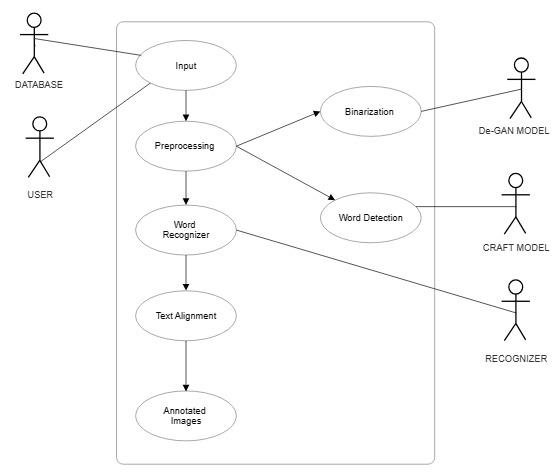 DATABASE
Input
Binarization
De-GAN MODEL
USER
Preprocessing
Word Detection
CRAFT MODEL
Word
Recognizer
RECOGNIZER
Text Alignment
Annotated
Images